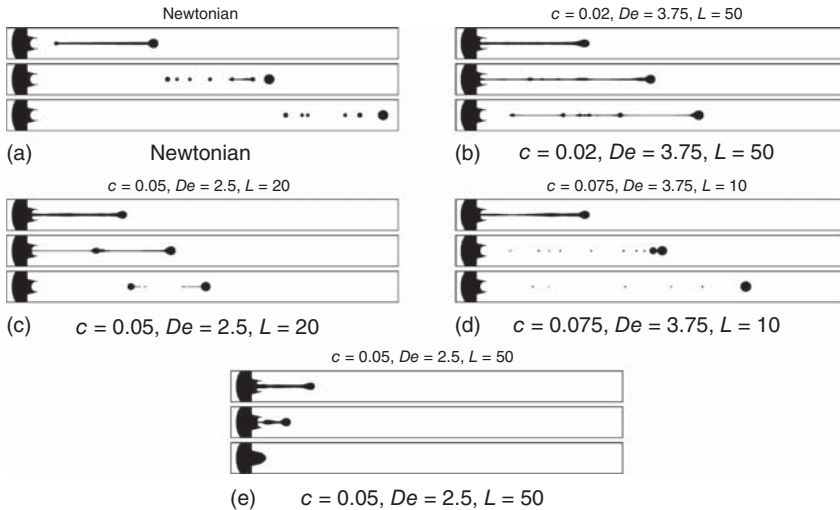 Newtonian
(a) Newtonian
c = 0.02, De = 3.75, L = 50
(b) c = 0.02, De = 3.75, L = 50
c = 0.05, De = 2.5, L = 20
(c) c = 0.05, De = 2.5, L = 20
c = 0.075, De = 3.75, L = 10
(d) c = 0.075, De = 3.75, L = 10
c = 0.05, De = 2.5, L = 50
(e) c = 0.05, De = 2.5, L = 50